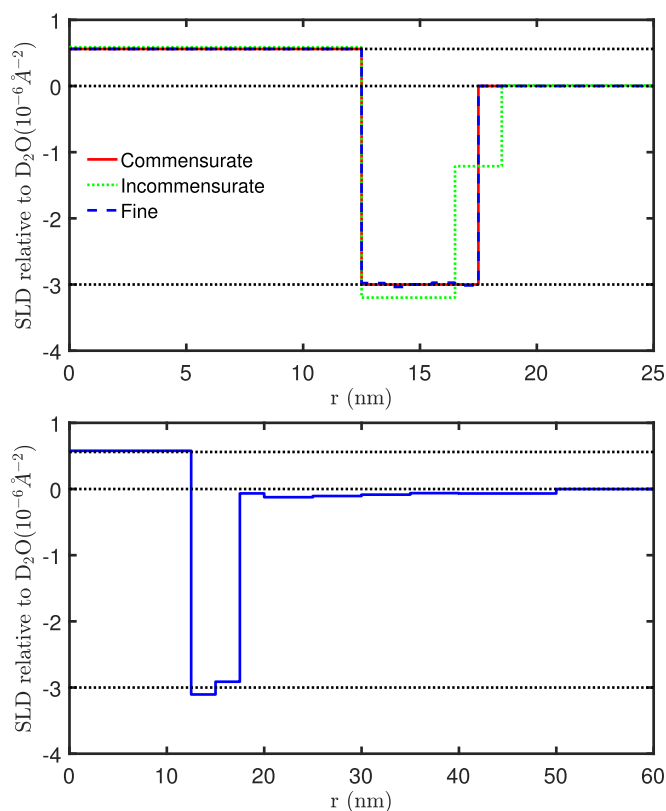 1
0
-1
-2
-3
-4
SLD relative to D₂O(10⁻⁶Å⁻²)
Commensurate
Incommensurate
Fine
0 5 10 15 20 25
r (nm)
1
0
-1
-2
-3
-4
SLD relative to D₂O(10⁻⁶Å⁻²)
0 10 20 30 40 50 60
r (nm)